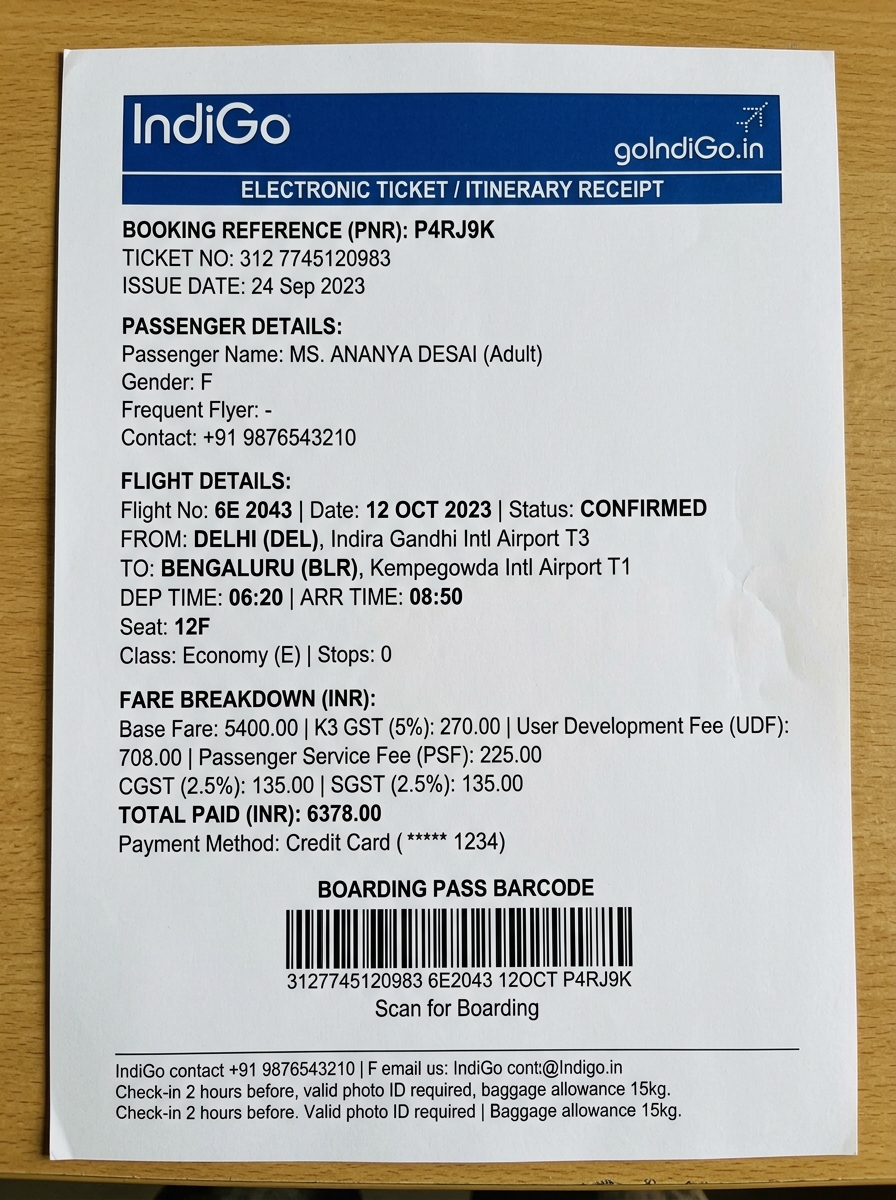 IndiGo
goIndiGo.in
ELECTRONIC TICKET / ITINERARY RECEIPT
BOOKING REFERENCE (PNR): P4RJ9K
TICKET NO: 312 7745120983
ISSUE DATE: 24 Sep 2023
PASSENGER DETAILS:
Passenger Name: MS. ANANYA DESAI (Adult)
Gender: F
Frequent Flyer: -
Contact: +91 9876543210
FLIGHT DETAILS:
Flight No: 6E 2043 | Date: 12 OCT 2023 | Status: CONFIRMED
FROM: DELHI (DEL), Indira Gandhi Intl Airport T3
TO: BENGALURU (BLR), Kempegowda Intl Airport T1
DEP TIME: 06:20 | ARR TIME: 08:50
Seat: 12F
Class: Economy (E) | Stops: 0
FARE BREAKDOWN (INR):
Base Fare: 5400.00 | K3 GST (5%): 270.00 | User Development Fee (UDF):
708.00 | Passenger Service Fee (PSF): 225.00
CGST (2.5%): 135.00 | SGST (2.5%): 135.00
TOTAL PAID (INR): 6378.00
Payment Method: Credit Card ( ***** 1234)
BOARDING PASS BARCODE
3127745120983 6E2043 12OCT P4RJ9K
Scan for Boarding
IndiGo contact +91 9876543210 | F email us: IndiGo cont:@Indigo.in
Check-in 2 hours before, valid photo ID required, baggage allowance 15kg.
Check-in 2 hours before. Valid photo ID required | Baggage allowance 15kg.